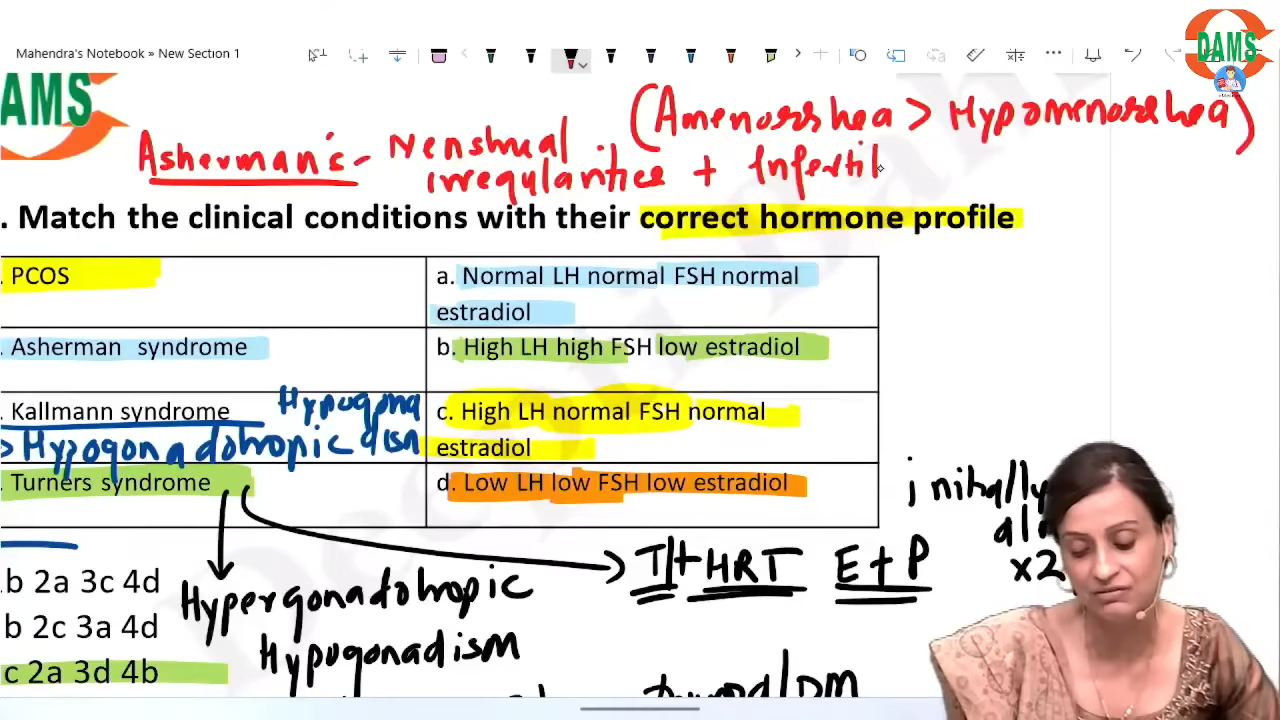 Mahendra's Notebook » New Section 1
DAMS
AMS
(Amenorrhea > Hypomenorrhea)
Asherman's - Menstrual
irregularities + Infertil
. Match the clinical conditions with their correct hormone profile
. PCOS
a. Normal LH normal FSH normal
estradiol
. Asherman syndrome
b. High LH high FSH low estradiol
. Kallmann syndrome
Hypogona
c. High LH normal FSH normal
> Hypogonadotropic dism
estradiol
. Turners syndrome
d. Low LH low FSH low estradiol
initially
x2
T/t HRT E + P
.b 2a 3c 4d
Hypergonadotropic
b 2c 3a 4d
Hypogonadism
c 2a 3d 4b